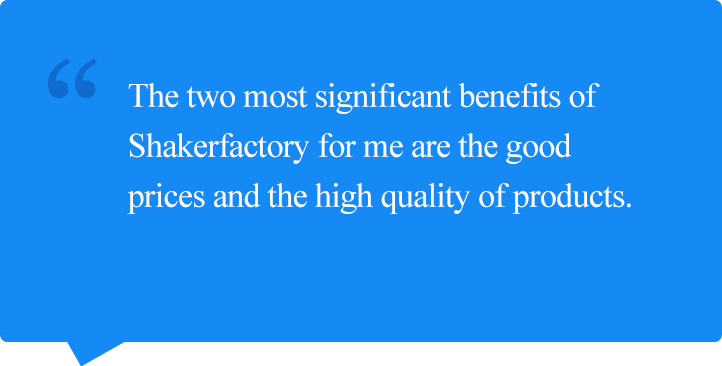 “
The two most significant benefits of
Shakerfactory for me are the good
prices and the high quality of products.